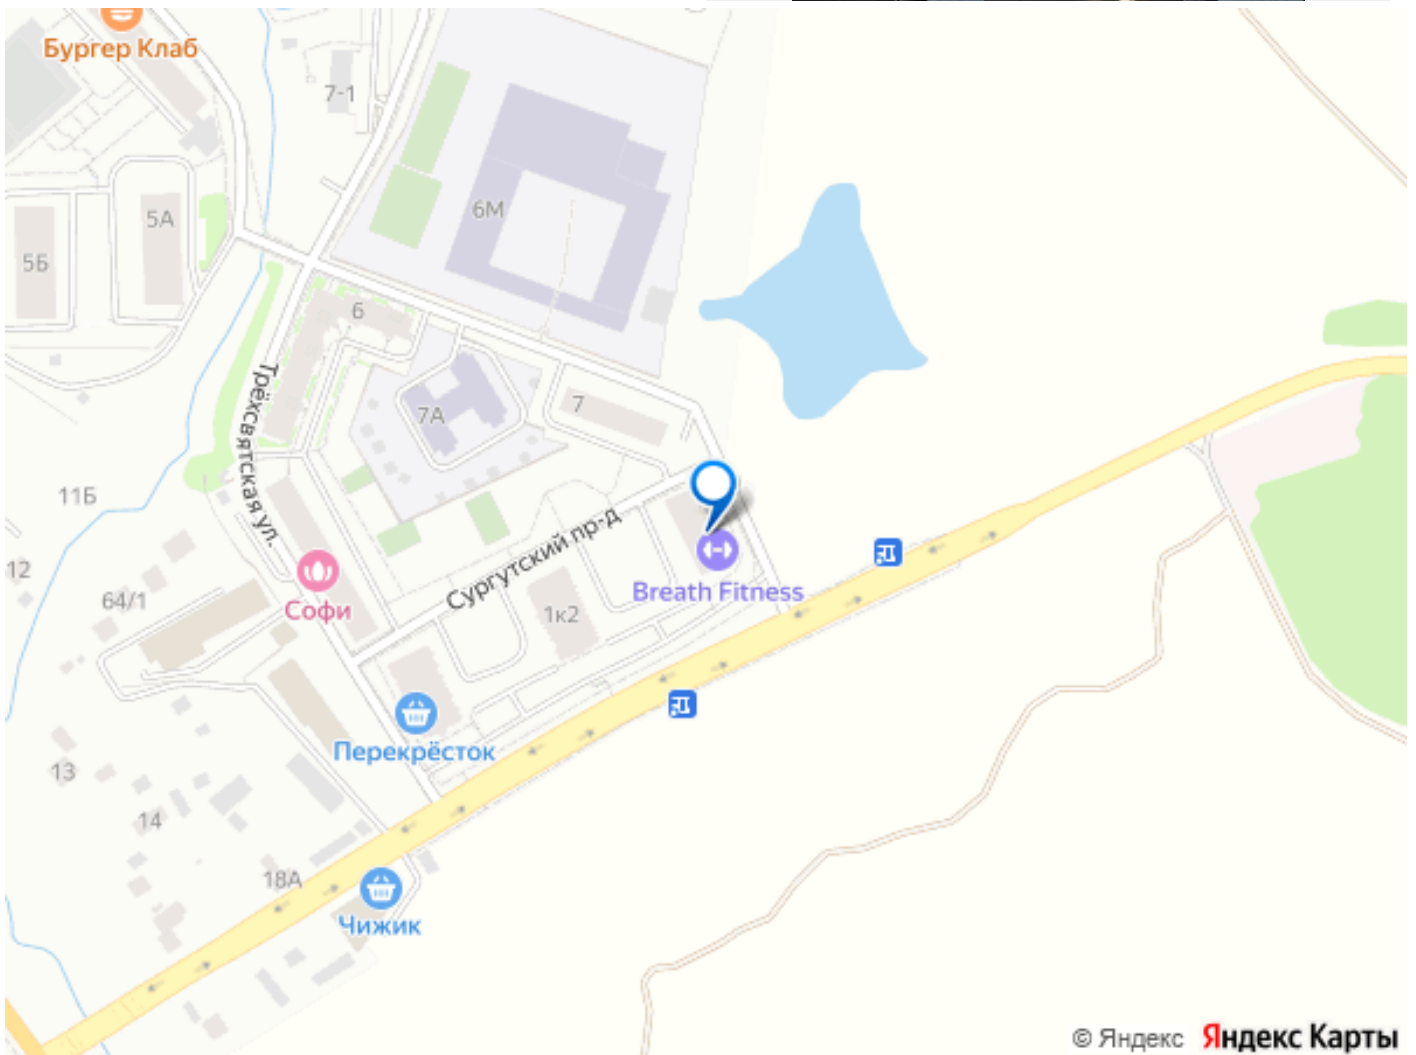 Бургер Клаб
7-1
5А
5Б
6М
6
7А
7
Трёхсвятская ул.
11Б
Сургутский пр-д
Breath Fitness
12
64/1
Софи
1к2
Перекрёсток
13
14
18А
Чижик
© Яндекс Яндекс Карты